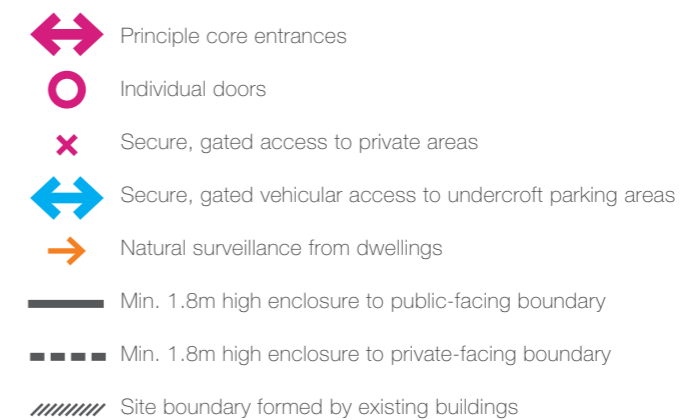 Principle core entrances
Individual doors
Secure, gated access to private areas
Secure, gated vehicular access to undercroft parking areas
Natural surveillance from dwellings
Min. 1.8m high enclosure to public-facing boundary
Min. 1.8m high enclosure to private-facing boundary
Site boundary formed by existing buildings